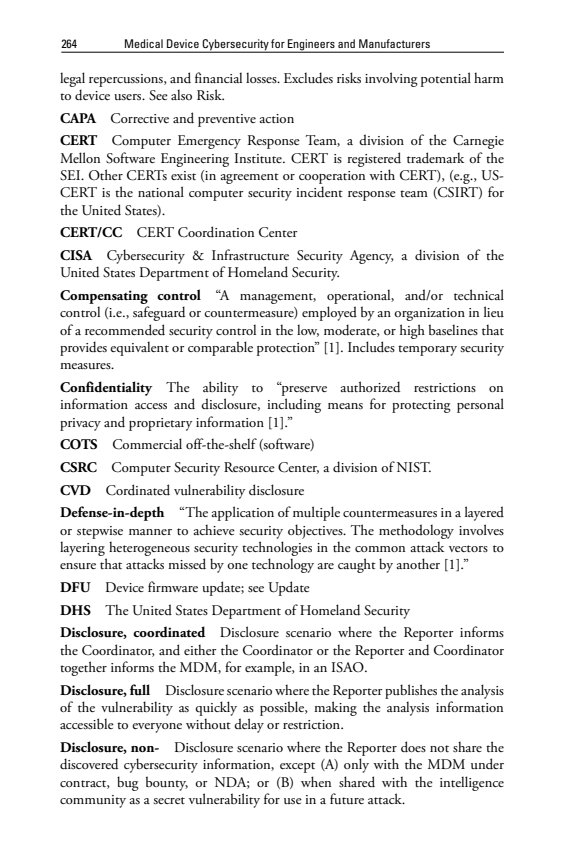 264 Medical Device Cybersecurity for Engineers and Manufacturers
legal repercussions, and financial losses. Excludes risks involving potential harm
to device users. See also Risk.
CAPA Corrective and preventive action
CERT Computer Emergency Response Team, a division of the Carnegie
Mellon Software Engineering Institute. CERT is registered trademark of the
SEI. Other CERTs exist (in agreement or cooperation with CERT), (e.g., US-
CERT is the national computer security incident response team (CSIRT) for
the United States).
CERT/CC CERT Coordination Center
CISA Cybersecurity & Infrastructure Security Agency, a division of the
United States Department of Homeland Security.
Compensating control “A management, operational, and/or technical
control (i.e., safeguard or countermeasure) employed by an organization in lieu
of a recommended security control in the low, moderate, or high baselines that
provides equivalent or comparable protection” [1]. Includes temporary security
measures.
Confidentiality The ability to “preserve authorized restrictions on
information access and disclosure, including means for protecting personal
privacy and proprietary information [1].”
COTS Commercial off-the-shelf (software)
CSRC Computer Security Resource Center, a division of NIST.
CVD Cordinated vulnerability disclosure
Defense-in-depth “The application of multiple countermeasures in a layered
or stepwise manner to achieve security objectives. The methodology involves
layering heterogeneous security technologies in the common attack vectors to
ensure that attacks missed by one technology are caught by another [1].”
DFU Device firmware update; see Update
DHS The United States Department of Homeland Security
Disclosure, coordinated Disclosure scenario where the Reporter informs
the Coordinator, and either the Coordinator or the Reporter and Coordinator
together informs the MDM, for example, in an ISAO.
Disclosure, full Disclosure scenario where the Reporter publishes the analysis
of the vulnerability as quickly as possible, making the analysis information
accessible to everyone without delay or restriction.
Disclosure, non- Disclosure scenario where the Reporter does not share the
discovered cybersecurity information, except (A) only with the MDM under
contract, bug bounty, or NDA; or (B) when shared with the intelligence
community as a secret vulnerability for use in a future attack.